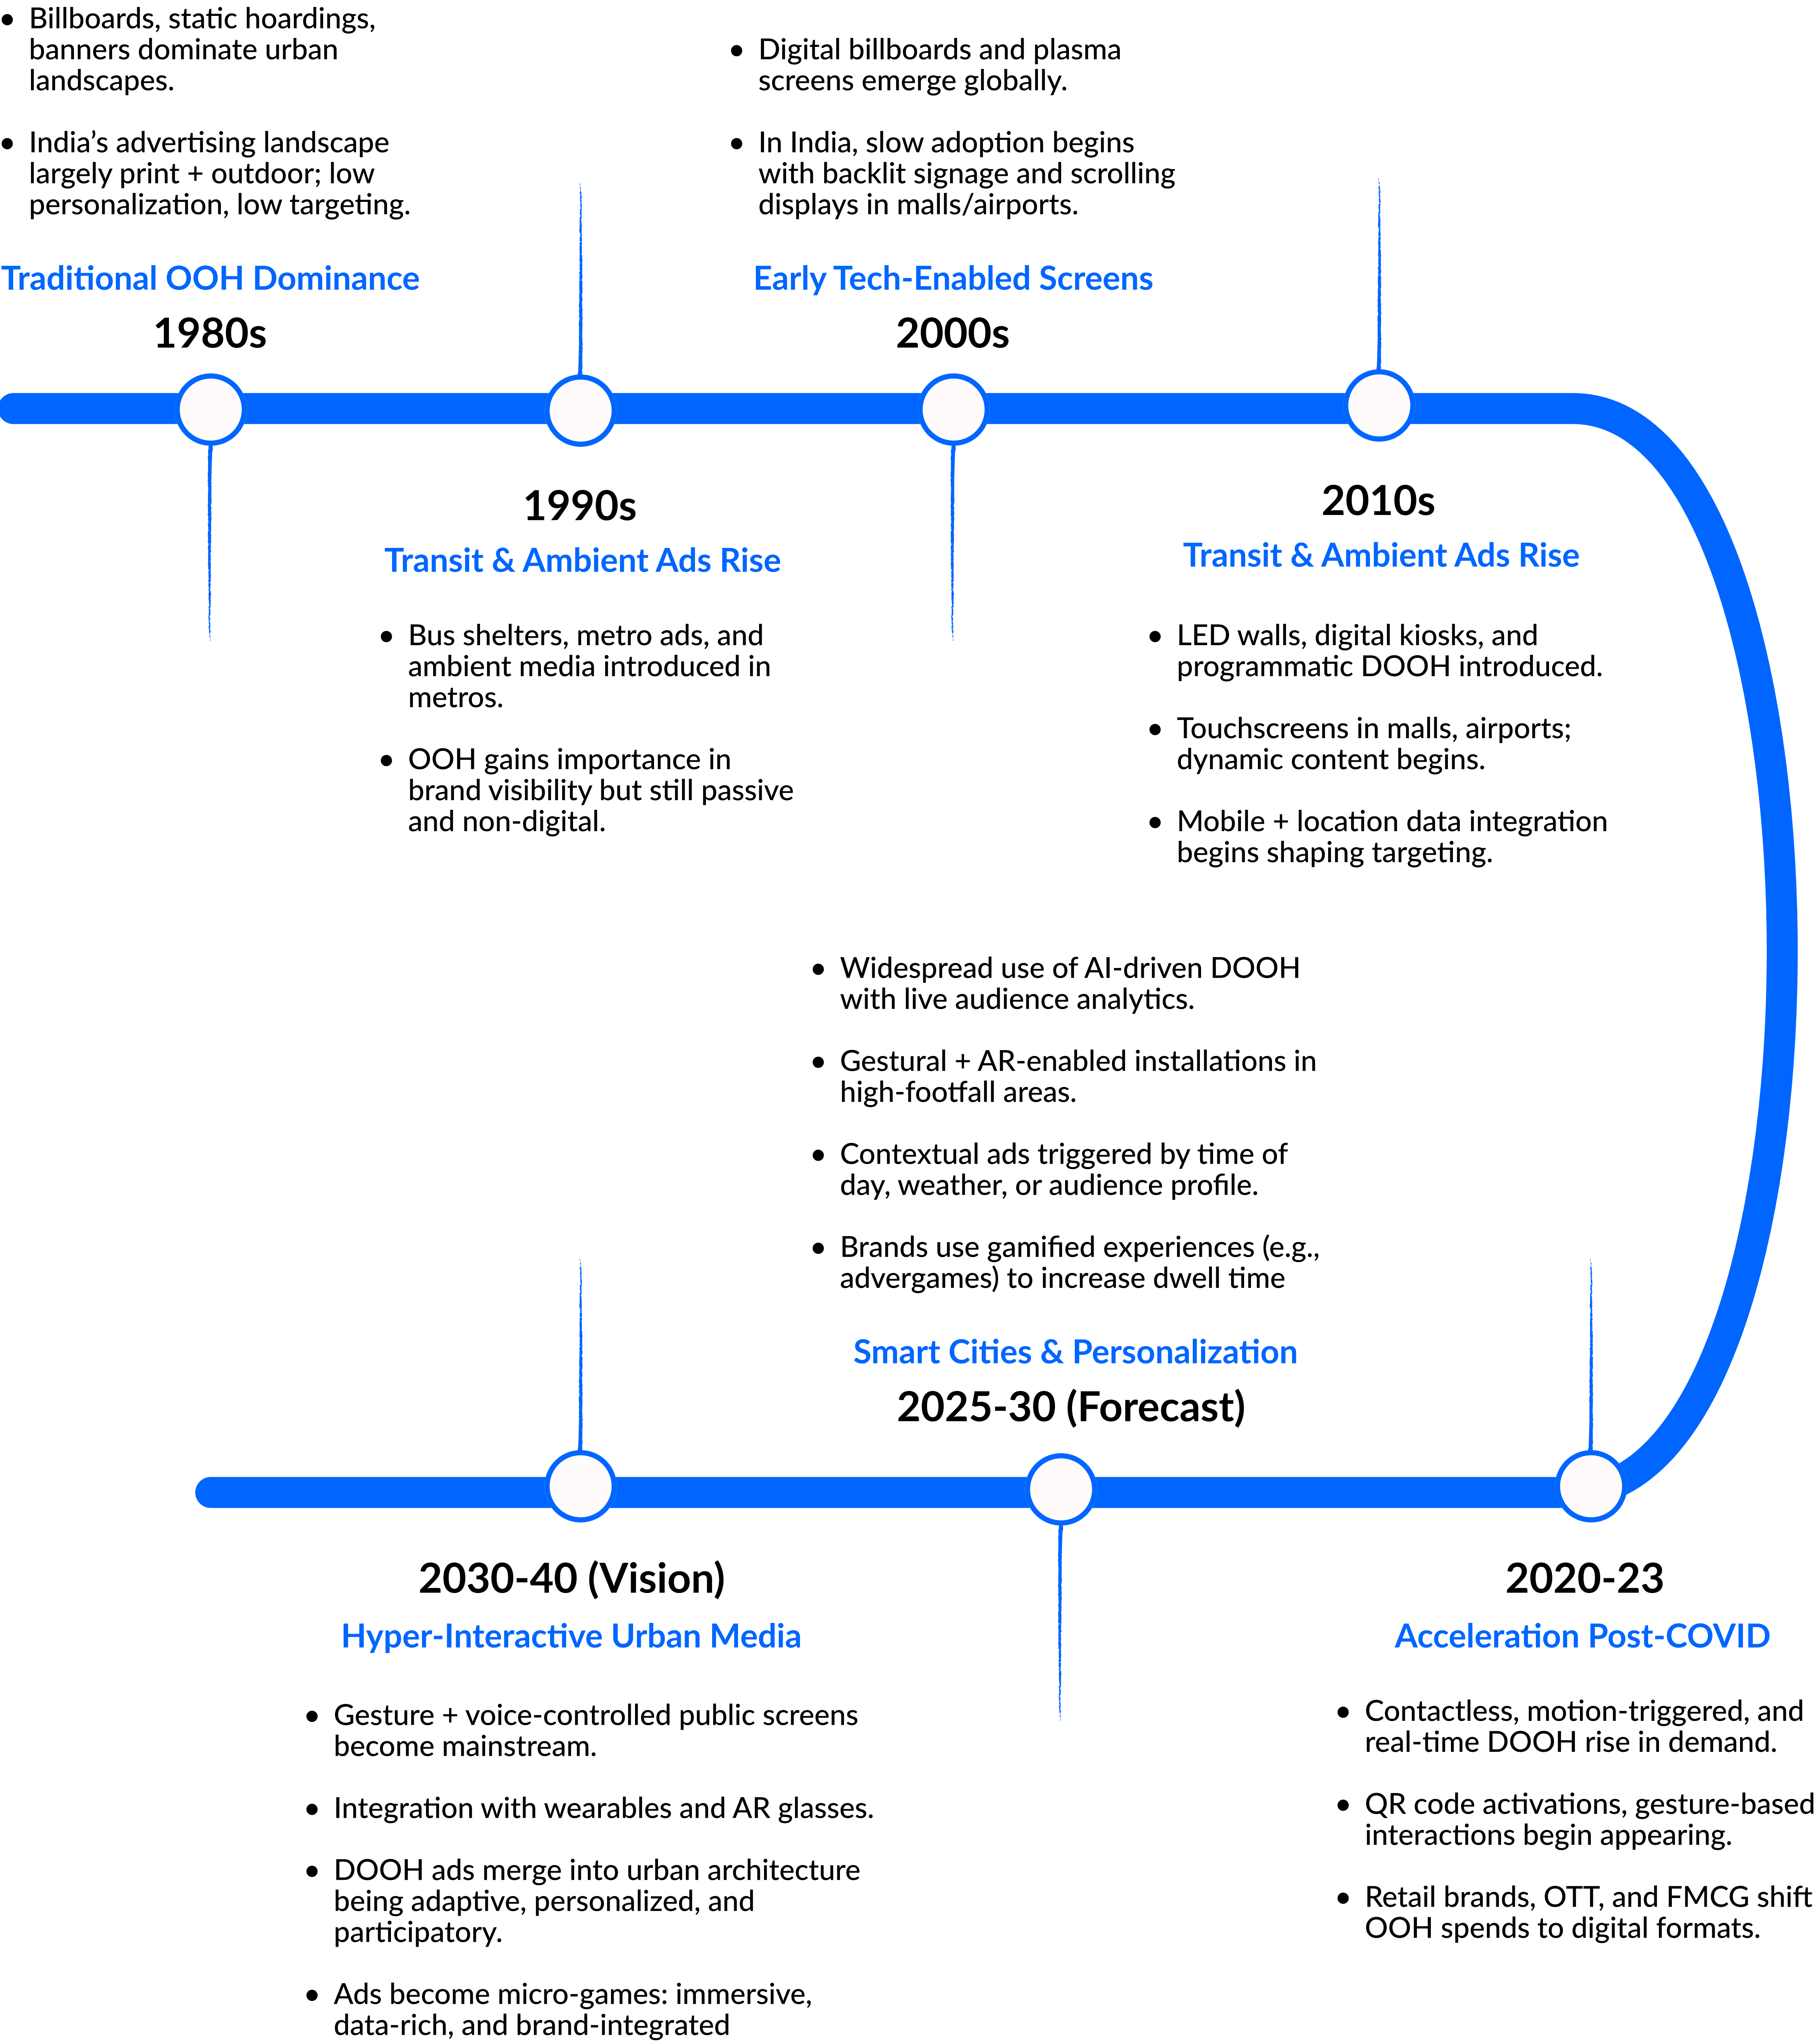 • Billboards, static hoardings,
banners dominate urban
landscapes.
• India’s advertising landscape
largely print + outdoor; low
personalization, low targeting.
Traditional OOH Dominance
1980s
1990s
Transit & Ambient Ads Rise
• Bus shelters, metro ads, and
ambient media introduced in
metros.
• OOH gains importance in
brand visibility but still passive
and non-digital.
• Digital billboards and plasma
screens emerge globally.
• In India, slow adoption begins
with backlit signage and scrolling
displays in malls/airports.
Early Tech-Enabled Screens
2000s
2010s
Transit & Ambient Ads Rise
• LED walls, digital kiosks, and
programmatic DOOH introduced.
• Touchscreens in malls, airports;
dynamic content begins.
• Mobile + location data integration
begins shaping targeting.
2020-23
Acceleration Post-COVID
• Contactless, motion-triggered, and
real-time DOOH rise in demand.
• QR code activations, gesture-based
interactions begin appearing.
• Retail brands, OTT, and FMCG shift
OOH spends to digital formats.
• Widespread use of AI-driven DOOH
with live audience analytics.
• Gestural + AR-enabled installations in
high-footfall areas.
• Contextual ads triggered by time of
day, weather, or audience profile.
• Brands use gamified experiences (e.g.,
advergames) to increase dwell time
Smart Cities & Personalization
2025-30 (Forecast)
2030-40 (Vision)
Hyper-Interactive Urban Media
• Gesture + voice-controlled public screens
become mainstream.
• Integration with wearables and AR glasses.
• DOOH ads merge into urban architecture
being adaptive, personalized, and
participatory.
• Ads become micro-games: immersive,
data-rich, and brand-integrated